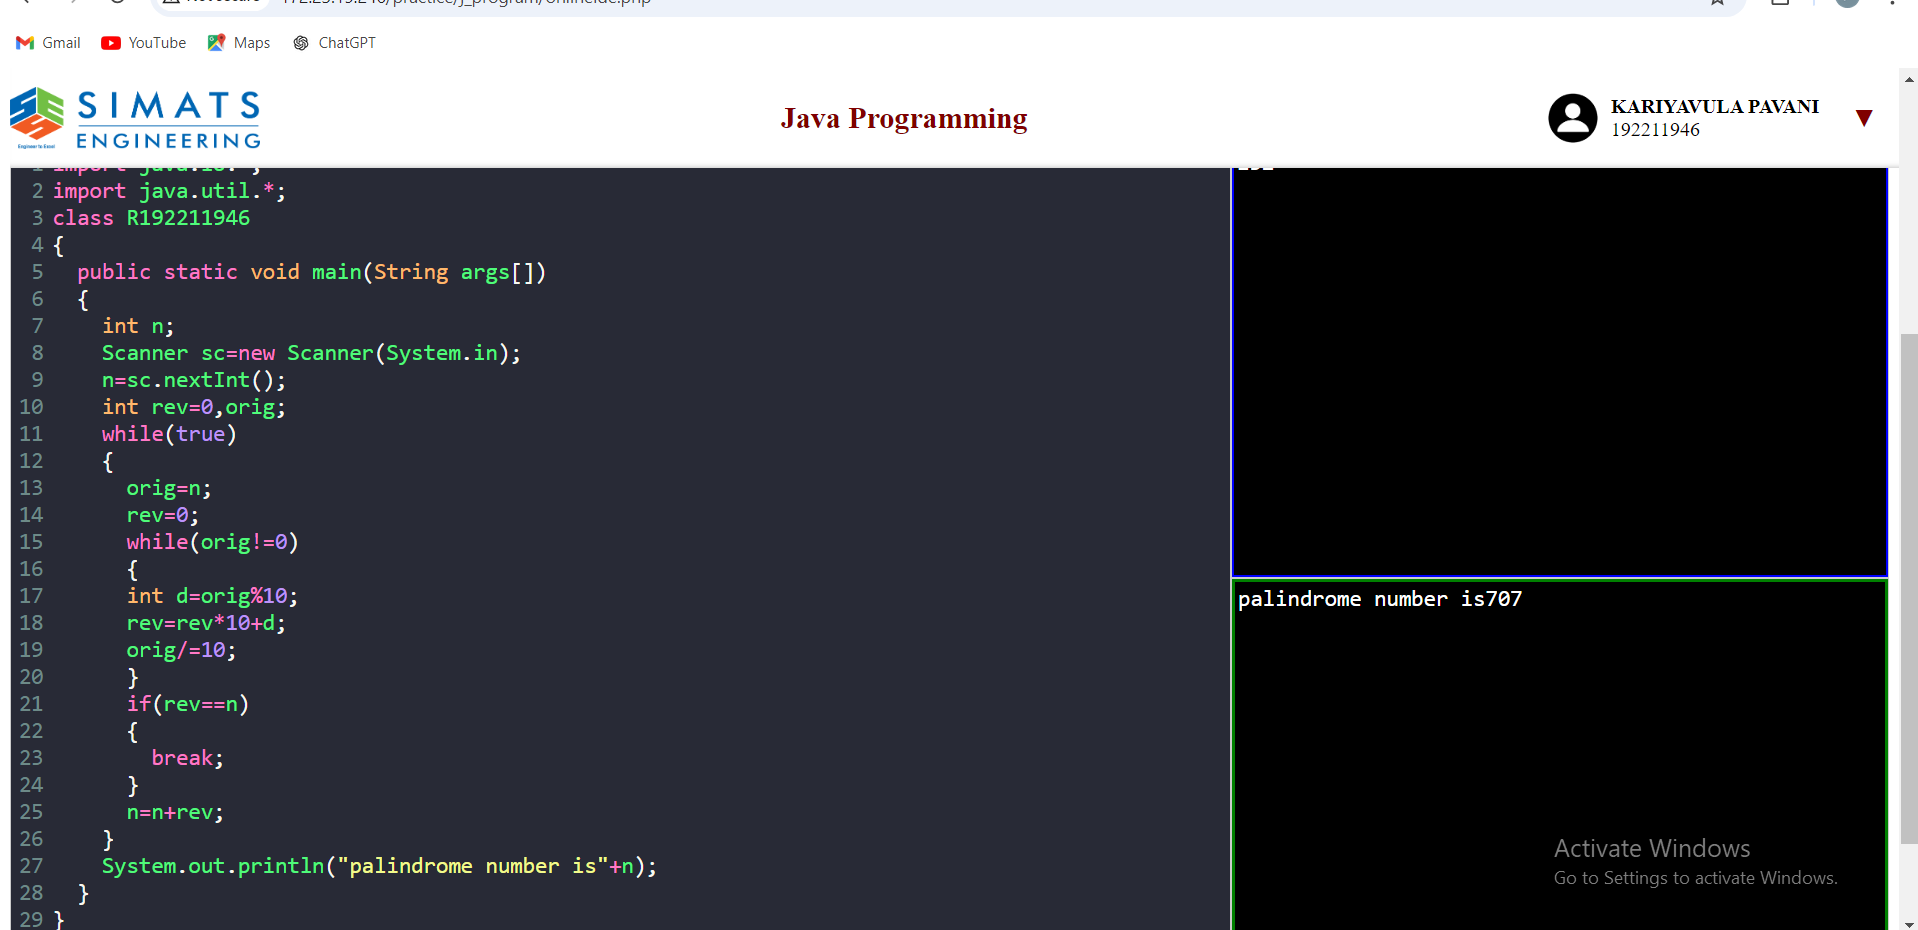 Gmail YouTube Maps ChatGPT
SIMATS
ENGINEERING
Engineer to Excel
Java Programming
KARIYAVULA PAVANI
192211946
2 import java.util.*;
3 class R192211946
4 {
5 public static void main(String args[])
6 {
7 int n;
8 Scanner sc=new Scanner(System.in);
9 n=sc.nextInt();
10 int rev=0,orig;
11 while(true)
12 {
13 orig=n;
14 rev=0;
15 while(orig!=0)
16 {
17 int d=orig%10;
18 rev=rev*10+d;
19 orig/=10;
20 }
21 if(rev==n)
22 {
23 break;
24 }
25 n=n+rev;
26 }
27 System.out.println("palindrome number is"+n);
28 }
29 }
palindrome number is707
Activate Windows
Go to Settings to activate Windows.